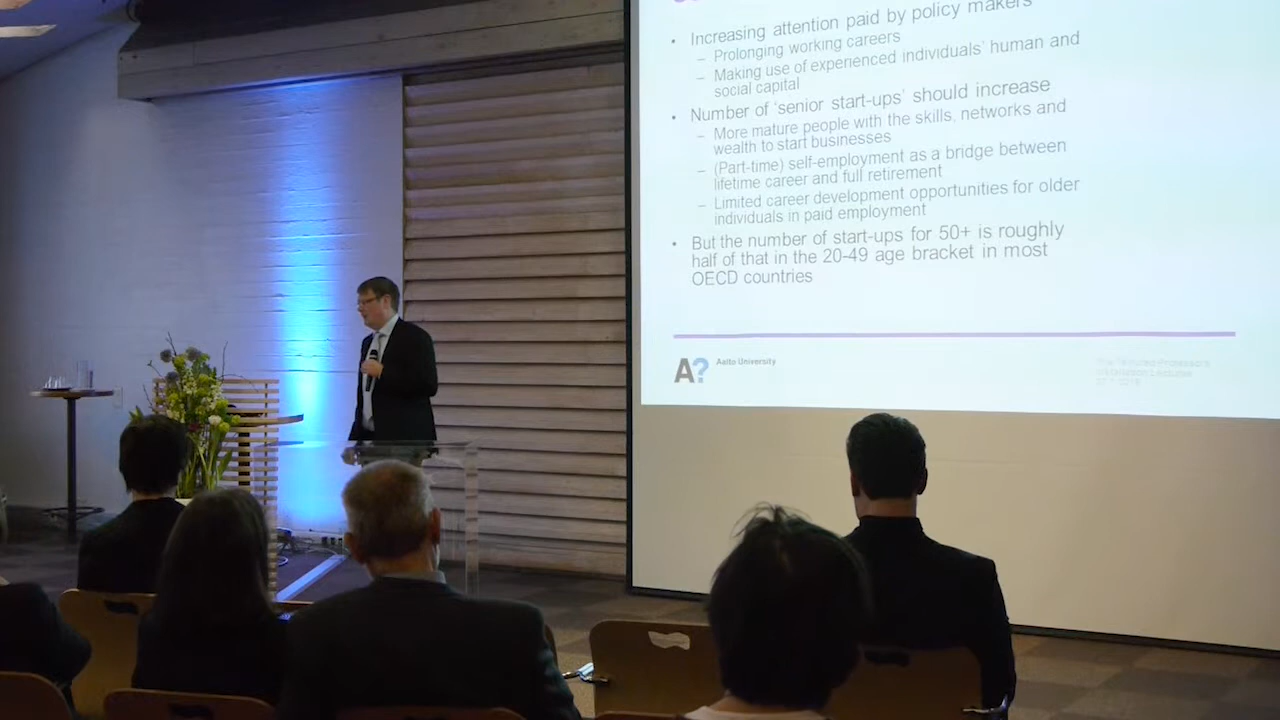 • Increasing attention paid by policy makers
– Prolonging working careers
– Making use of experienced individuals' human and
social capital
• Number of 'senior start-ups' should increase
– More mature people with the skills, networks and
wealth to start businesses
– (Part-time) self-employment as a bridge between
lifetime career and full retirement
– Limited career development opportunities for older
individuals in paid employment
• But the number of start-ups for 50+ is roughly
half of that in the 20-49 age bracket in most
OECD countries
A? Aalto University
Tenured Professors
Installation Lectures